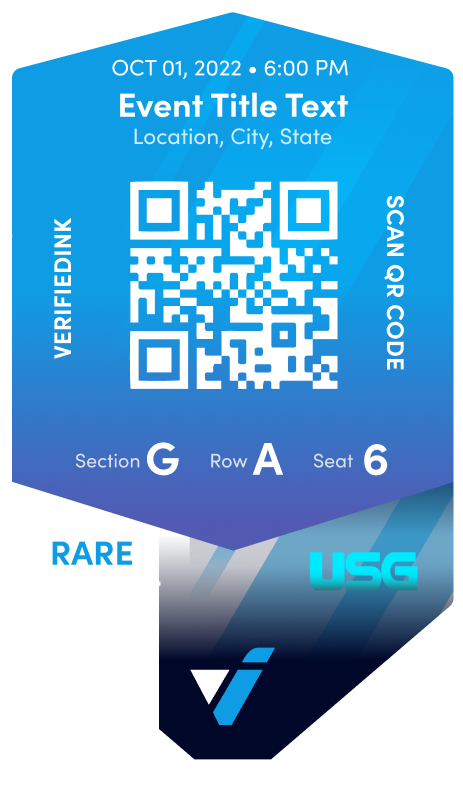 OCT 01, 2022 • 6:00 PM
Event Title Text
Location, City, State
VERIFIEDINK
SCAN QR CODE
Section G Row A Seat 6
RARE
USG